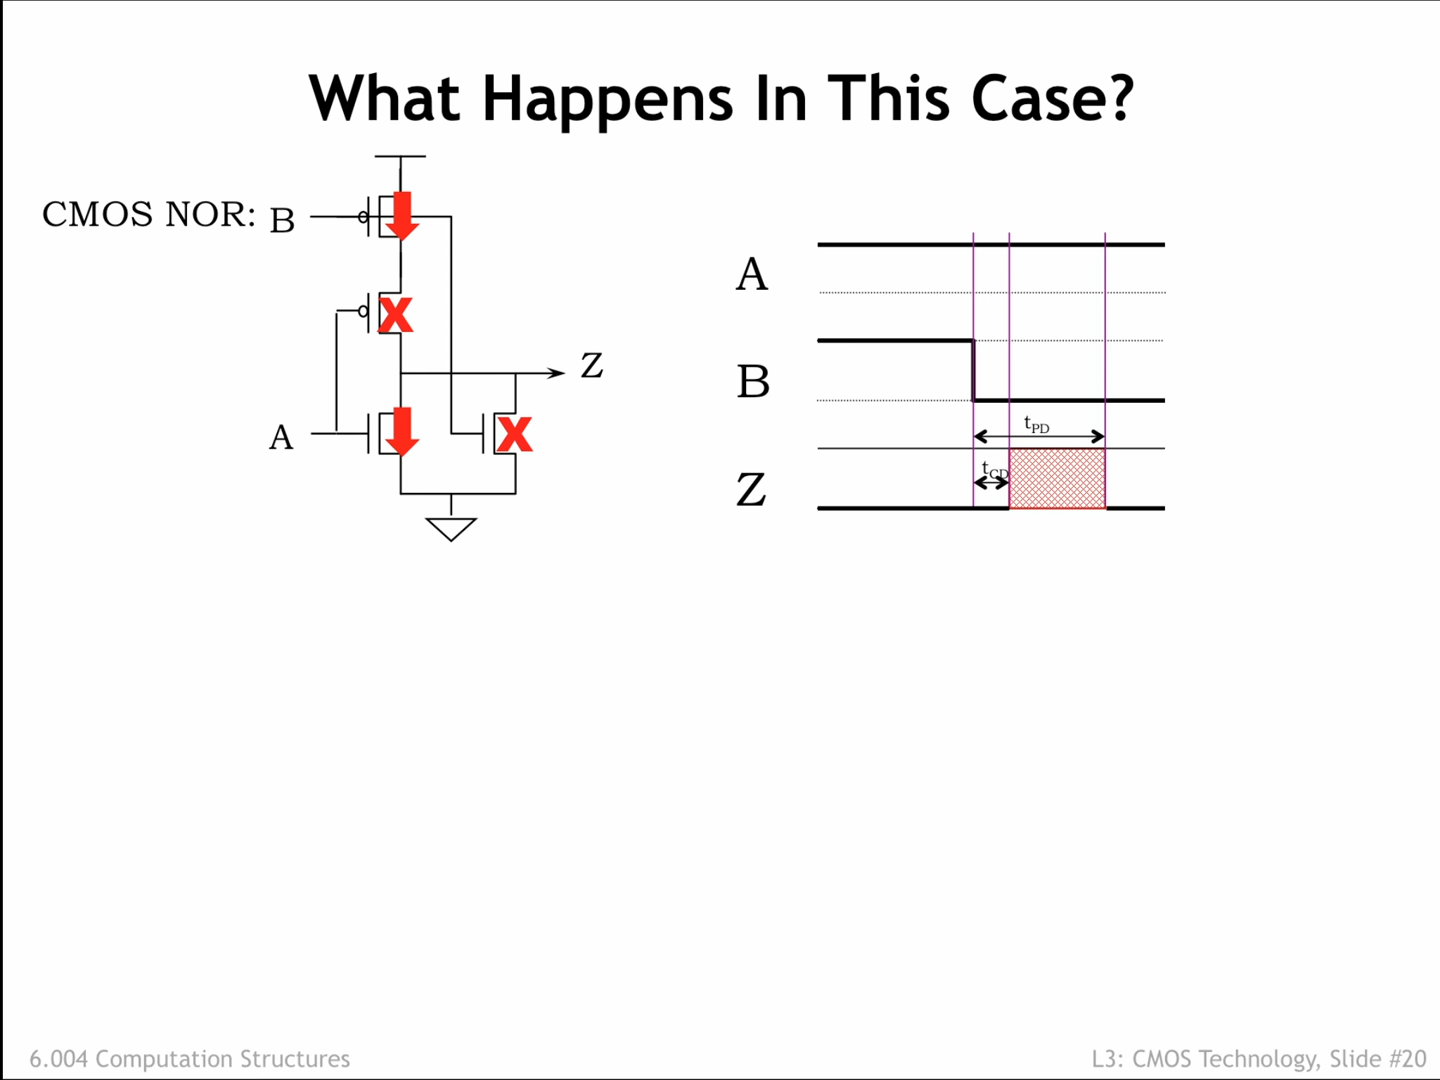 What Happens In This Case?
CMOS NOR: B
Z
A
A
B
tPD
tCD
Z
6.004 Computation Structures
L3: CMOS Technology, Slide #20